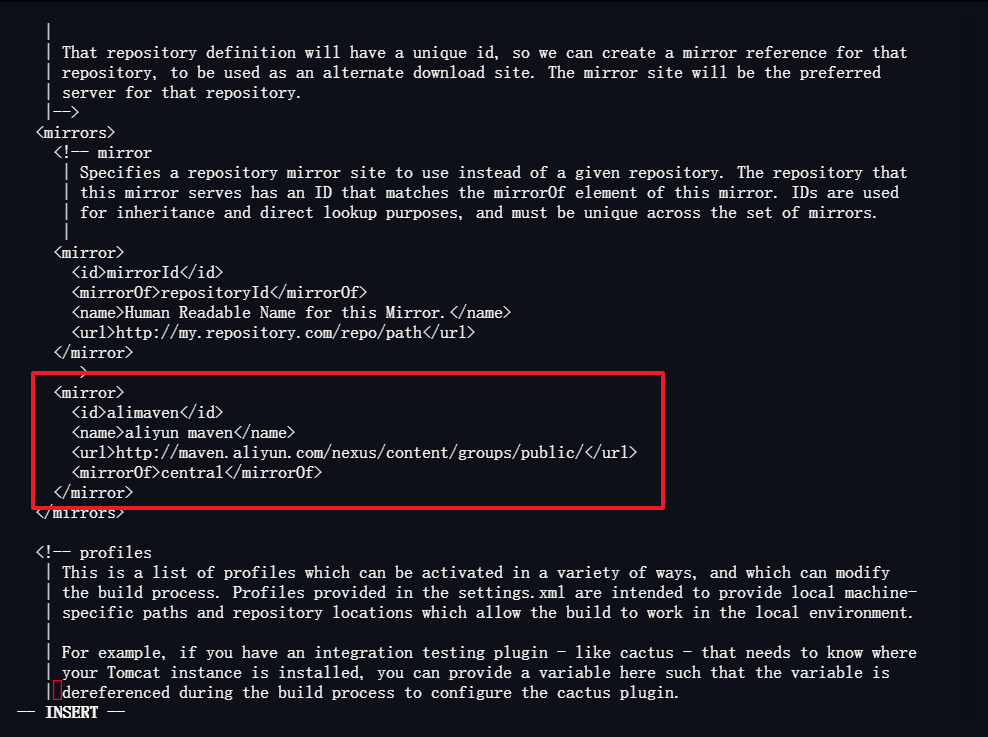 |
| That repository definition will have a unique id, so we can create a mirror reference for that
| repository, to be used as an alternate download site. The mirror site will be the preferred
| server for that repository.
|-->
<mirrors>
<!-- mirror
| Specifies a repository mirror site to use instead of a given repository. The repository that
| this mirror serves has an ID that matches the mirrorOf element of this mirror. IDs are used
| for inheritance and direct lookup purposes, and must be unique across the set of mirrors.
|
<mirror>
<id>mirrorId</id>
<mirrorOf>repositoryId</mirrorOf>
<name>Human Readable Name for this Mirror.</name>
<url>http://my.repository.com/repo/path</url>
</mirror>
>
<mirror>
<id>alimaven</id>
<name>aliyun maven</name>
<url>http://maven.aliyun.com/nexus/content/groups/public/</url>
<mirrorOf>central</mirrorOf>
</mirror>
</mirrors>
<!-- profiles
| This is a list of profiles which can be activated in a variety of ways, and which can modify
| the build process. Profiles provided in the settings.xml are intended to provide local machine-
| specific paths and repository locations which allow the build to work in the local environment.
|
| For example, if you have an integration testing plugin - like cactus - that needs to know where
| your Tomcat instance is installed, you can provide a variable here such that the variable is
| dereferenced during the build process to configure the cactus plugin.
-- INSERT --